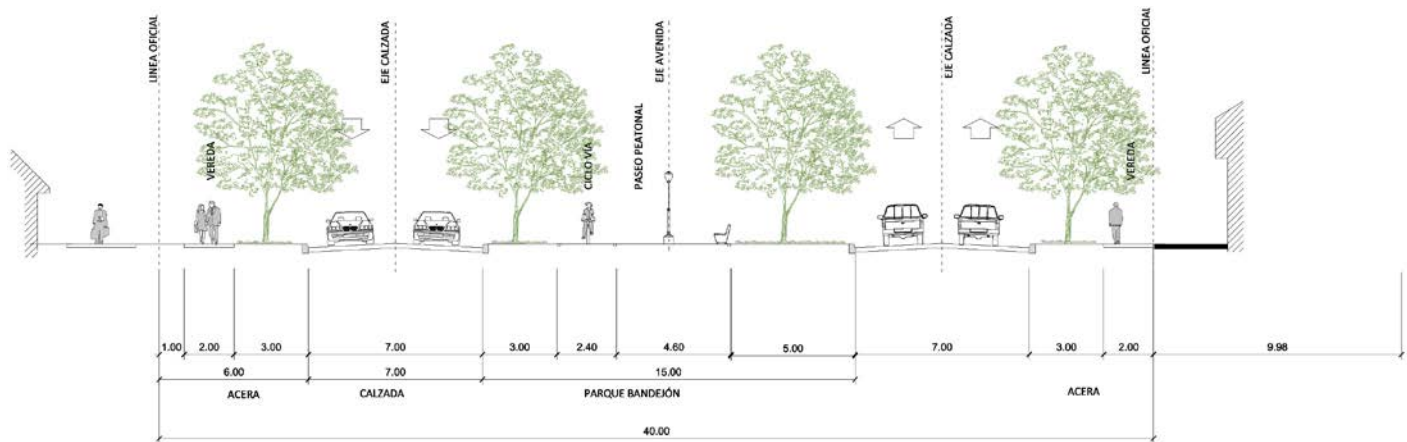 LINEA OFICIAL
VEREDA
EJE CALZADA
CICLO VIA
PASEO PEATONAL
EJE AVENIDA
EJE CALZADA
VEREDA
LINEA OFICIAL
1.00 2.00 3.00 7.00 3.00 2.40 4.60 5.00 7.00 3.00 2.00 9.98
6.00 7.00 15.00
ACERA CALZADA PARQUE BANDEJÓN ACERA
40.00